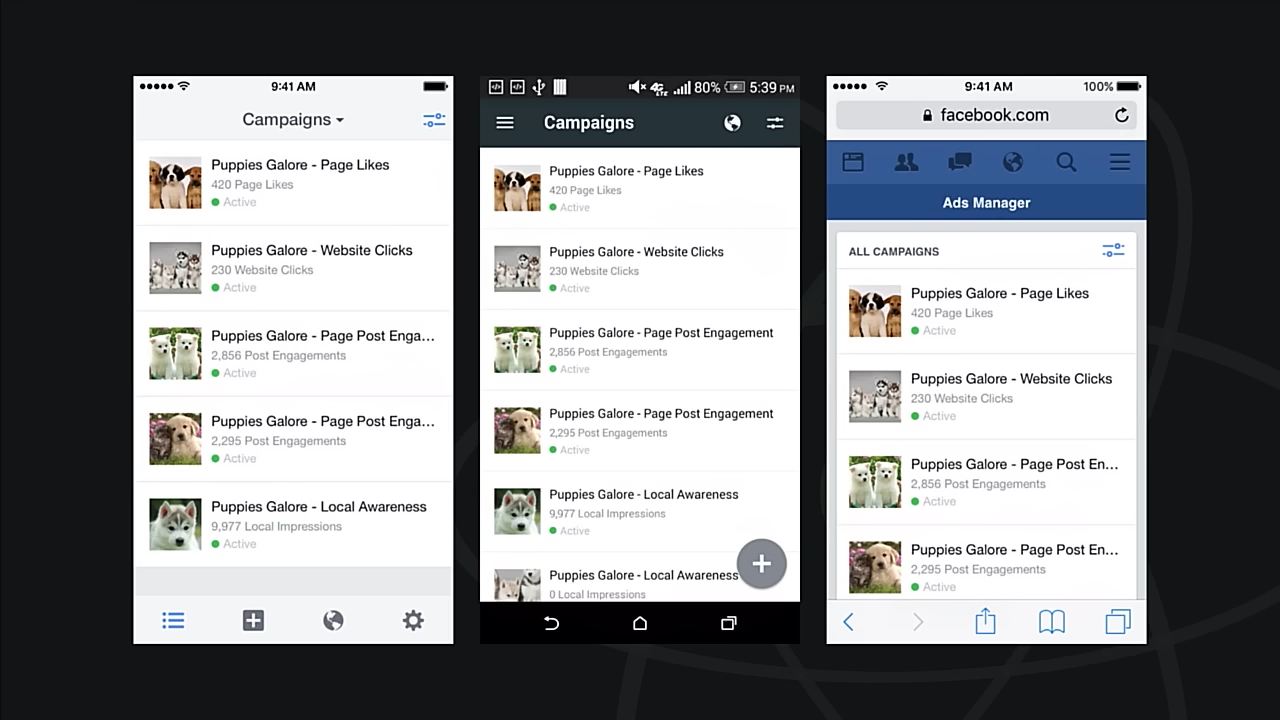 9:41 AM
Campaigns
Puppies Galore - Page Likes
420 Page Likes
Active
Puppies Galore - Website Clicks
230 Website Clicks
Active
Puppies Galore - Page Post Enga...
2,856 Post Engagements
Active
Puppies Galore - Page Post Enga...
2,295 Post Engagements
Active
Puppies Galore - Local Awareness
9,977 Local Impressions
Active
4G LTE 80% 5:39 PM
Campaigns
Puppies Galore - Page Likes
420 Page Likes
Active
Puppies Galore - Website Clicks
230 Website Clicks
Active
Puppies Galore - Page Post Engagement
2,856 Post Engagements
Active
Puppies Galore - Page Post Engagement
2,295 Post Engagements
Active
Puppies Galore - Local Awareness
9,977 Local Impressions
Active
Puppies Galore - Local Awareness
0 Local Impressions
9:41 AM 100%
facebook.com
Ads Manager
ALL CAMPAIGNS
Puppies Galore - Page Likes
420 Page Likes
Active
Puppies Galore - Website Clicks
230 Website Clicks
Active
Puppies Galore - Page Post En...
2,856 Post Engagements
Active
Puppies Galore - Page Post En...
2,295 Post Engagements
Active